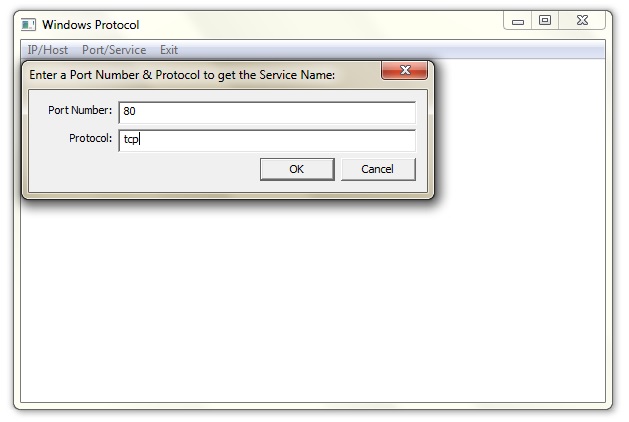 Windows Protocol
IP/Host Port/Service Exit
Enter a Port Number & Protocol to get the Service Name:
Port Number: 80
Protocol: tcp
OK Cancel